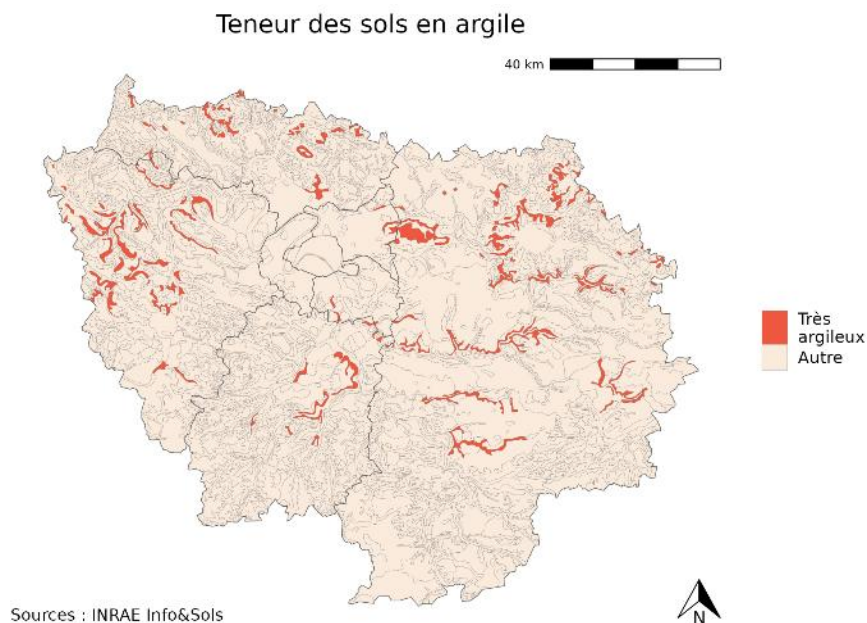 Teneur des sols en argile
40 km
Très
argileux
Autre
N
Sources : INRAE Info&Sols